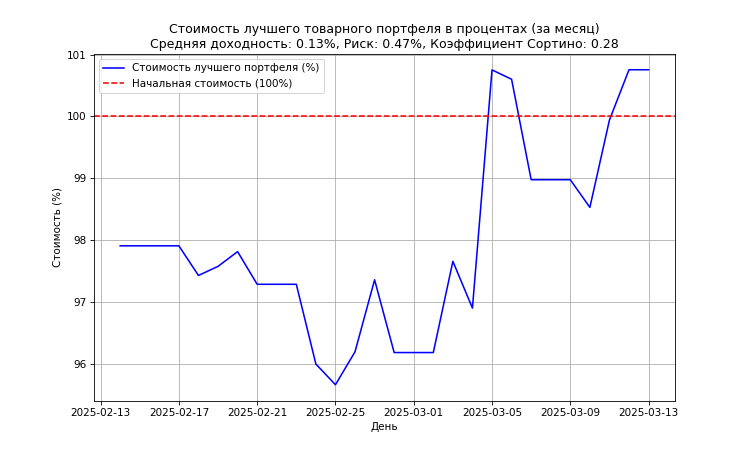 Стоимость лучшего товарного портфеля в процентах (за месяц)
Средняя доходность: 0.13%, Риск: 0.47%, Коэффициент Сортино: 0.28
101
Стоимость лучшего портфеля (%)
Начальная стоимость (100%)
100
99
98
97
96
Стоимость (%)
2025-02-13 2025-02-17 2025-02-21 2025-02-25 2025-03-01 2025-03-05 2025-03-09 2025-03-13
День